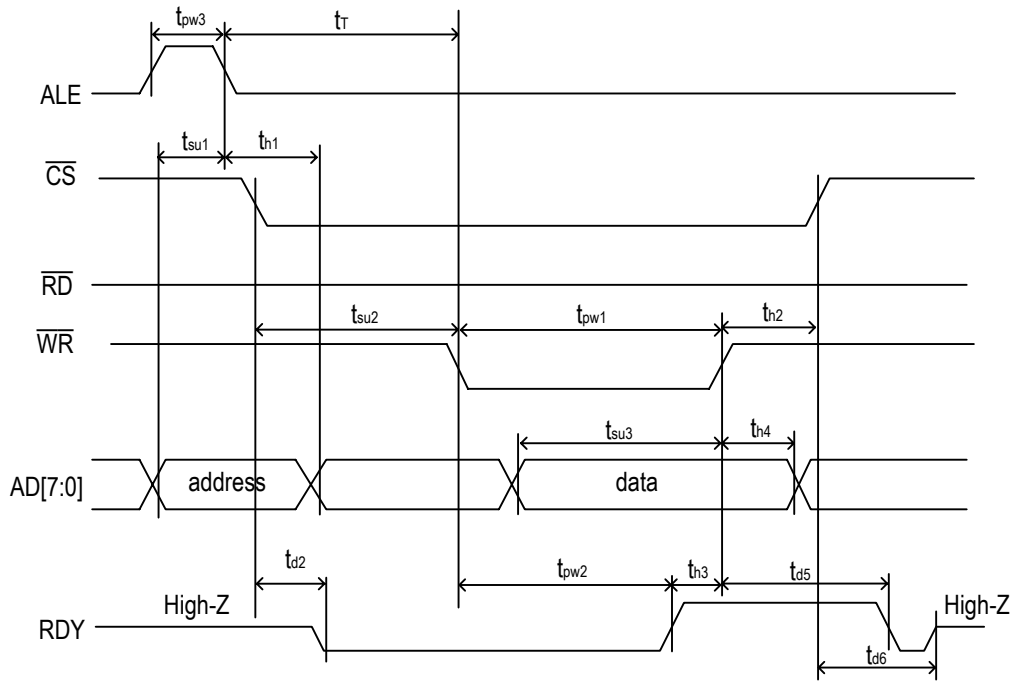 tpw3 tT
ALE
tsu1 th1
CS
RD
tsu2 tpw1 th2
WR
tsu3 th4
AD[7:0] address data
td2 tpw2 th3 td5
High-Z High-Z
RDY
td6